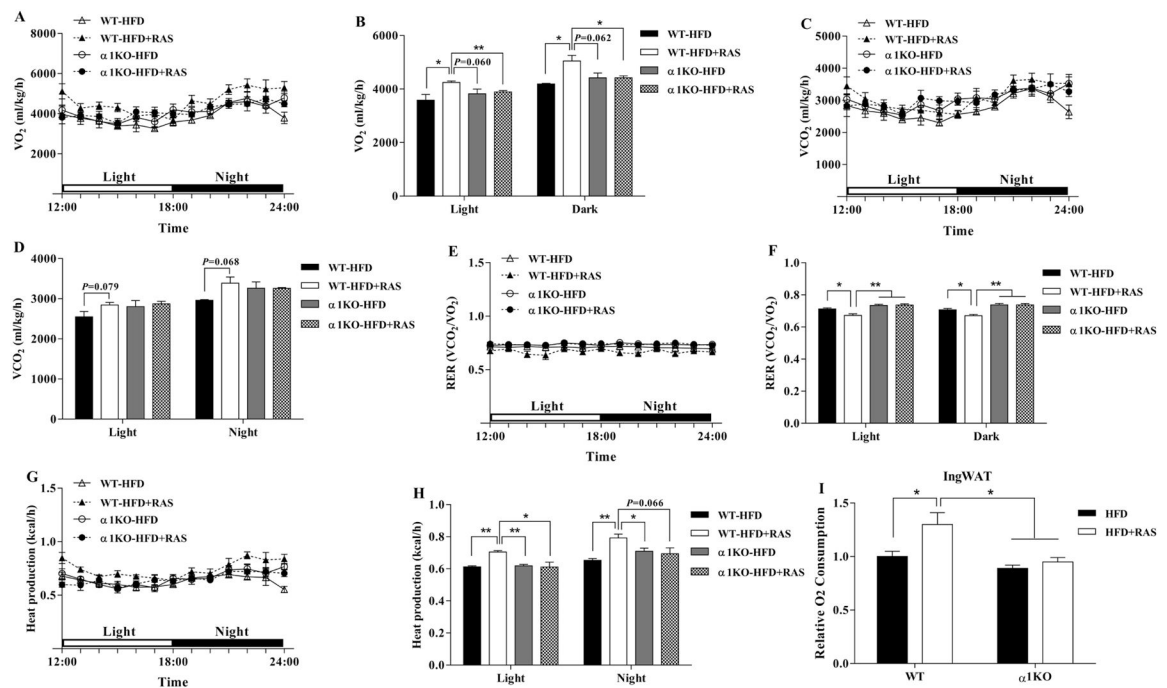 A
WT-HFD
WT-HFD+RAS
α1KO-HFD
α1KO-HFD+RAS
VO2 (ml/kg/h)
8000
6000
4000
2000
Light
Night
12:00
18:00
24:00
Time
B
*
*
**
P=0.060
*
P=0.062
*
WT-HFD
WT-HFD+RAS
α1KO-HFD
α1KO-HFD+RAS
VO2 (ml/kg/h)
6000
4000
2000
0
Light
Dark
C
WT-HFD
WT-HFD+RAS
α1KO-HFD
α1KO-HFD+RAS
VCO2 (ml/kg/h)
5000
4000
3000
2000
1000
Light
Night
12:00
18:00
24:00
Time
D
P=0.079
P=0.068
WT-HFD
WT-HFD+RAS
α1KO-HFD
α1KO-HFD+RAS
VCO2 (ml/kg/h)
4000
3000
2000
1000
0
Light
Night
E
WT-HFD
WT-HFD+RAS
α1KO-HFD
α1KO-HFD+RAS
RER (VCO2/VO2)
1.5
1.0
0.5
Light
Night
12:00
18:00
24:00
Time
F
*
**
*
**
WT-HFD
WT-HFD+RAS
α1KO-HFD
α1KO-HFD+RAS
RER (VCO2/VO2)
1.0
0.8
0.6
0.4
0.2
0.0
Light
Dark
G
WT-HFD
WT-HFD+RAS
α1KO-HFD
α1KO-HFD+RAS
Heat production (kcal/h)
1.5
1.0
0.5
Light
Night
12:00
18:00
24:00
Time
H
P=0.066
*
**
**
**
*
WT-HFD
WT-HFD+RAS
α1KO-HFD
α1KO-HFD+RAS
Heat production (kcal/h)
1.0
0.8
0.6
0.4
0.2
0.0
Light
Night
IngWAT
I
*
*
HFD
HFD+RAS
Relative O2 Consumption
1.5
1.0
0.5
0.0
WT
α1KO